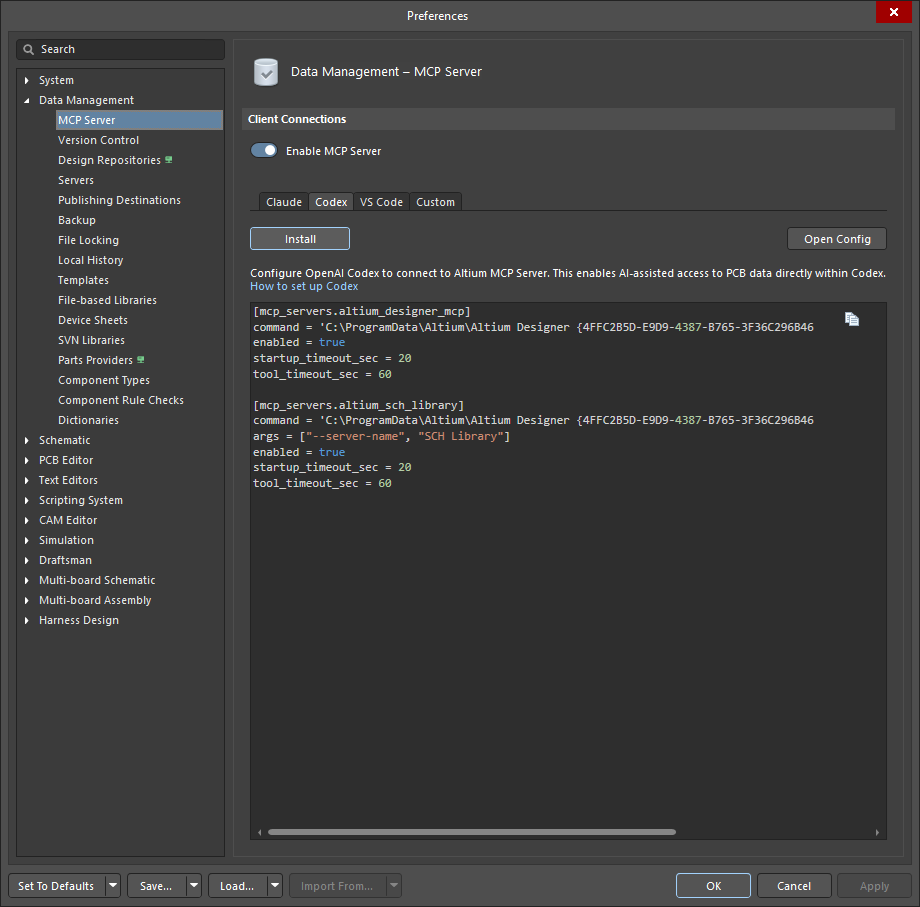 Preferences
Search
System
Data Management
MCP Server
Version Control
Design Repositories
Servers
Publishing Destinations
Backup
File Locking
Local History
Templates
File-based Libraries
Device Sheets
SVN Libraries
Parts Providers
Component Types
Component Rule Checks
Dictionaries
Schematic
PCB Editor
Text Editors
Scripting System
CAM Editor
Simulation
Draftsman
Multi-board Schematic
Multi-board Assembly
Harness Design
Data Management – MCP Server
Client Connections
Enable MCP Server
Claude Codex VS Code Custom
Install Open Config
Configure OpenAI Codex to connect to Altium MCP Server. This enables AI-assisted access to PCB data directly within Codex.
How to set up Codex
[mcp_servers.altium_designer_mcp]
command = 'C:\ProgramData\Altium\Altium Designer {4FFC2B5D-E9D9-4387-B765-3F36C296B46
enabled = true
startup_timeout_sec = 20
tool_timeout_sec = 60
[mcp_servers.altium_sch_library]
command = 'C:\ProgramData\Altium\Altium Designer {4FFC2B5D-E9D9-4387-B765-3F36C296B46
args = ["--server-name", "SCH Library"]
enabled = true
startup_timeout_sec = 20
tool_timeout_sec = 60
Set To Defaults Save... Load... Import From... OK Cancel Apply